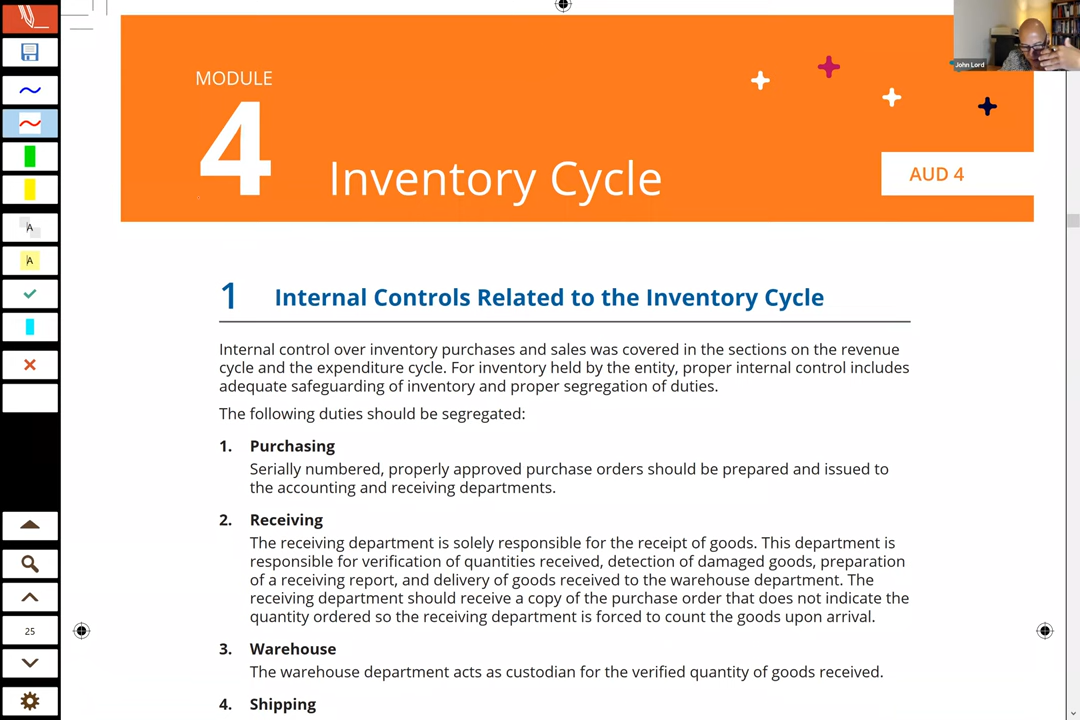 John Lord
MODULE
4
Inventory Cycle
AUD 4
1 Internal Controls Related to the Inventory Cycle
Internal control over inventory purchases and sales was covered in the sections on the revenue
cycle and the expenditure cycle. For inventory held by the entity, proper internal control includes
adequate safeguarding of inventory and proper segregation of duties.
The following duties should be segregated:
1. Purchasing
Serially numbered, properly approved purchase orders should be prepared and issued to
the accounting and receiving departments.
2. Receiving
The receiving department is solely responsible for the receipt of goods. This department is
responsible for verification of quantities received, detection of damaged goods, preparation
of a receiving report, and delivery of goods received to the warehouse department. The
receiving department should receive a copy of the purchase order that does not indicate the
quantity ordered so the receiving department is forced to count the goods upon arrival.
3. Warehouse
The warehouse department acts as custodian for the verified quantity of goods received.
4. Shipping
A
A
25